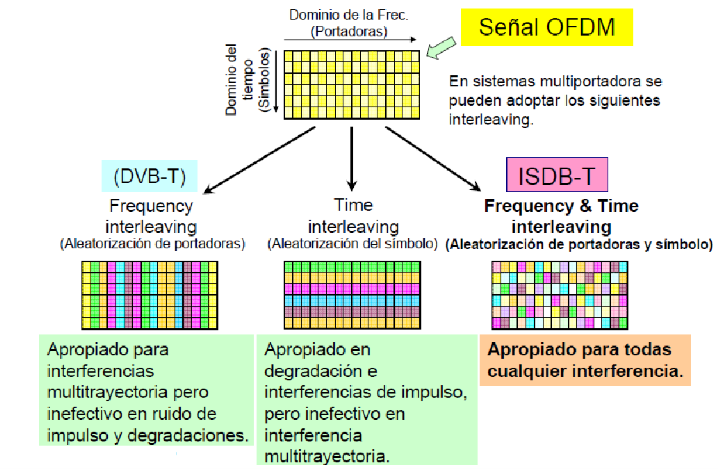 Dominio de la Frec.
(Portadoras)
Señal OFDM
Dominio del
tiempo
(Símbolos)
En sistemas multiportadora se
pueden adoptar los siguientes
interleaving.
(DVB-T)
Frequency
interleaving
(Aleatorización de portadoras)
Time
interleaving
(Aleatorización del símbolo)
ISDB-T
Frequency & Time
interleaving
(Aleatorización de portadoras y símbolo)
Apropiado para
interferencias
multitrayectoria pero
inefectivo en ruido de
impulso y degradaciones.
Apropiado en
degradación e
interferencias de impulso,
pero inefectivo en
interferencia
multitrayectoria.
Apropiado para todas
cualquier interferencia.